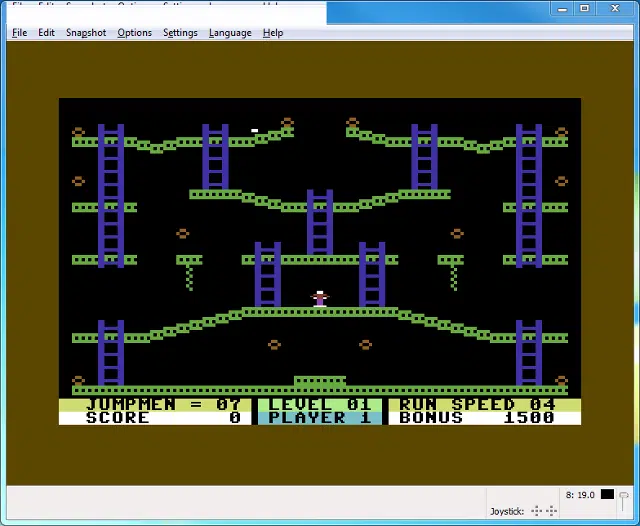 File Edit Snapshot Options Settings Language Help
JUMPMEN = 07 LEVEL 01 RUN SPEED 04
SCORE 0 PLAYER 1 BONUS 1500
8: 19.0
Joystick: